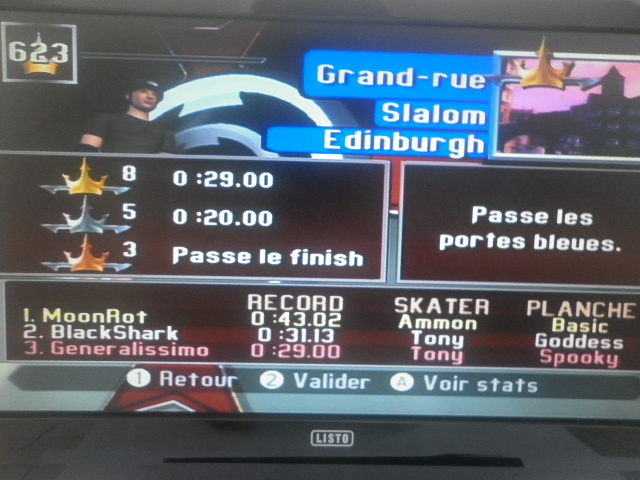 623
Grand-rue
Slalom
Edinburgh
8 0 :29.00
5 0 :20.00
3 Passe le finish
Passe les
portes bleues.
RECORD SKATER PLANCHE
1. MoonRot 0 :43.02 Ammon Basic
2. BlackShark 0 :31.13 Tony Goddess
3. Generalissimo 0 :29.00 Tony Spooky
1 Retour 2 Valider A Voir stats
LISTO